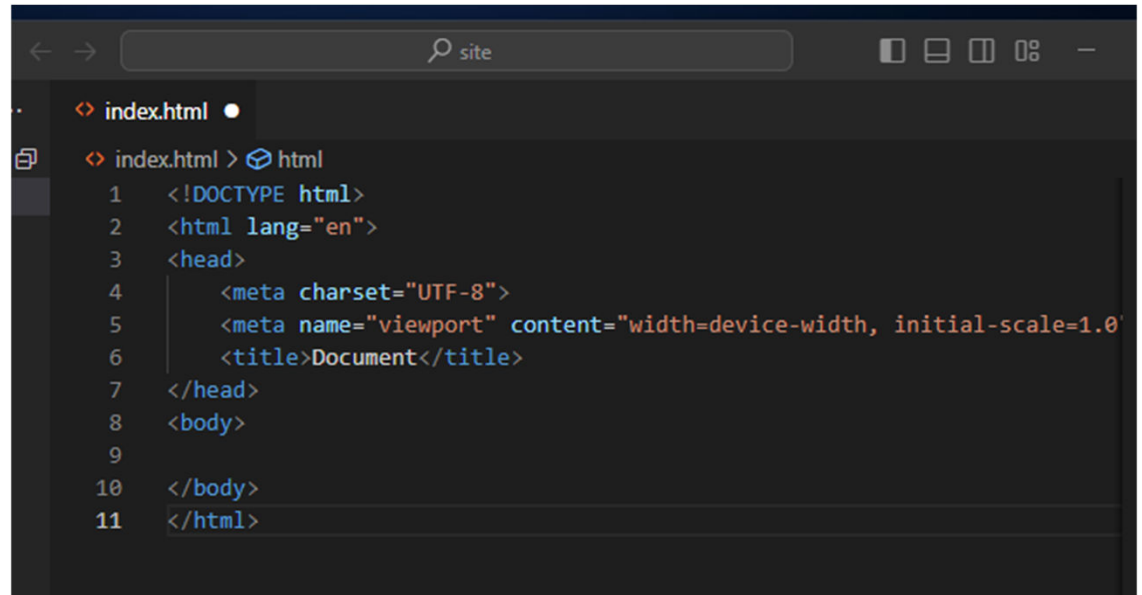 site
index.html
index.html > html
1 <!DOCTYPE html>
2 <html lang="en">
3 <head>
4     <meta charset="UTF-8">
5     <meta name="viewport" content="width=device-width, initial-scale=1.0"
6     <title>Document</title>
7 </head>
8 <body>
9
10 </body>
11 </html>